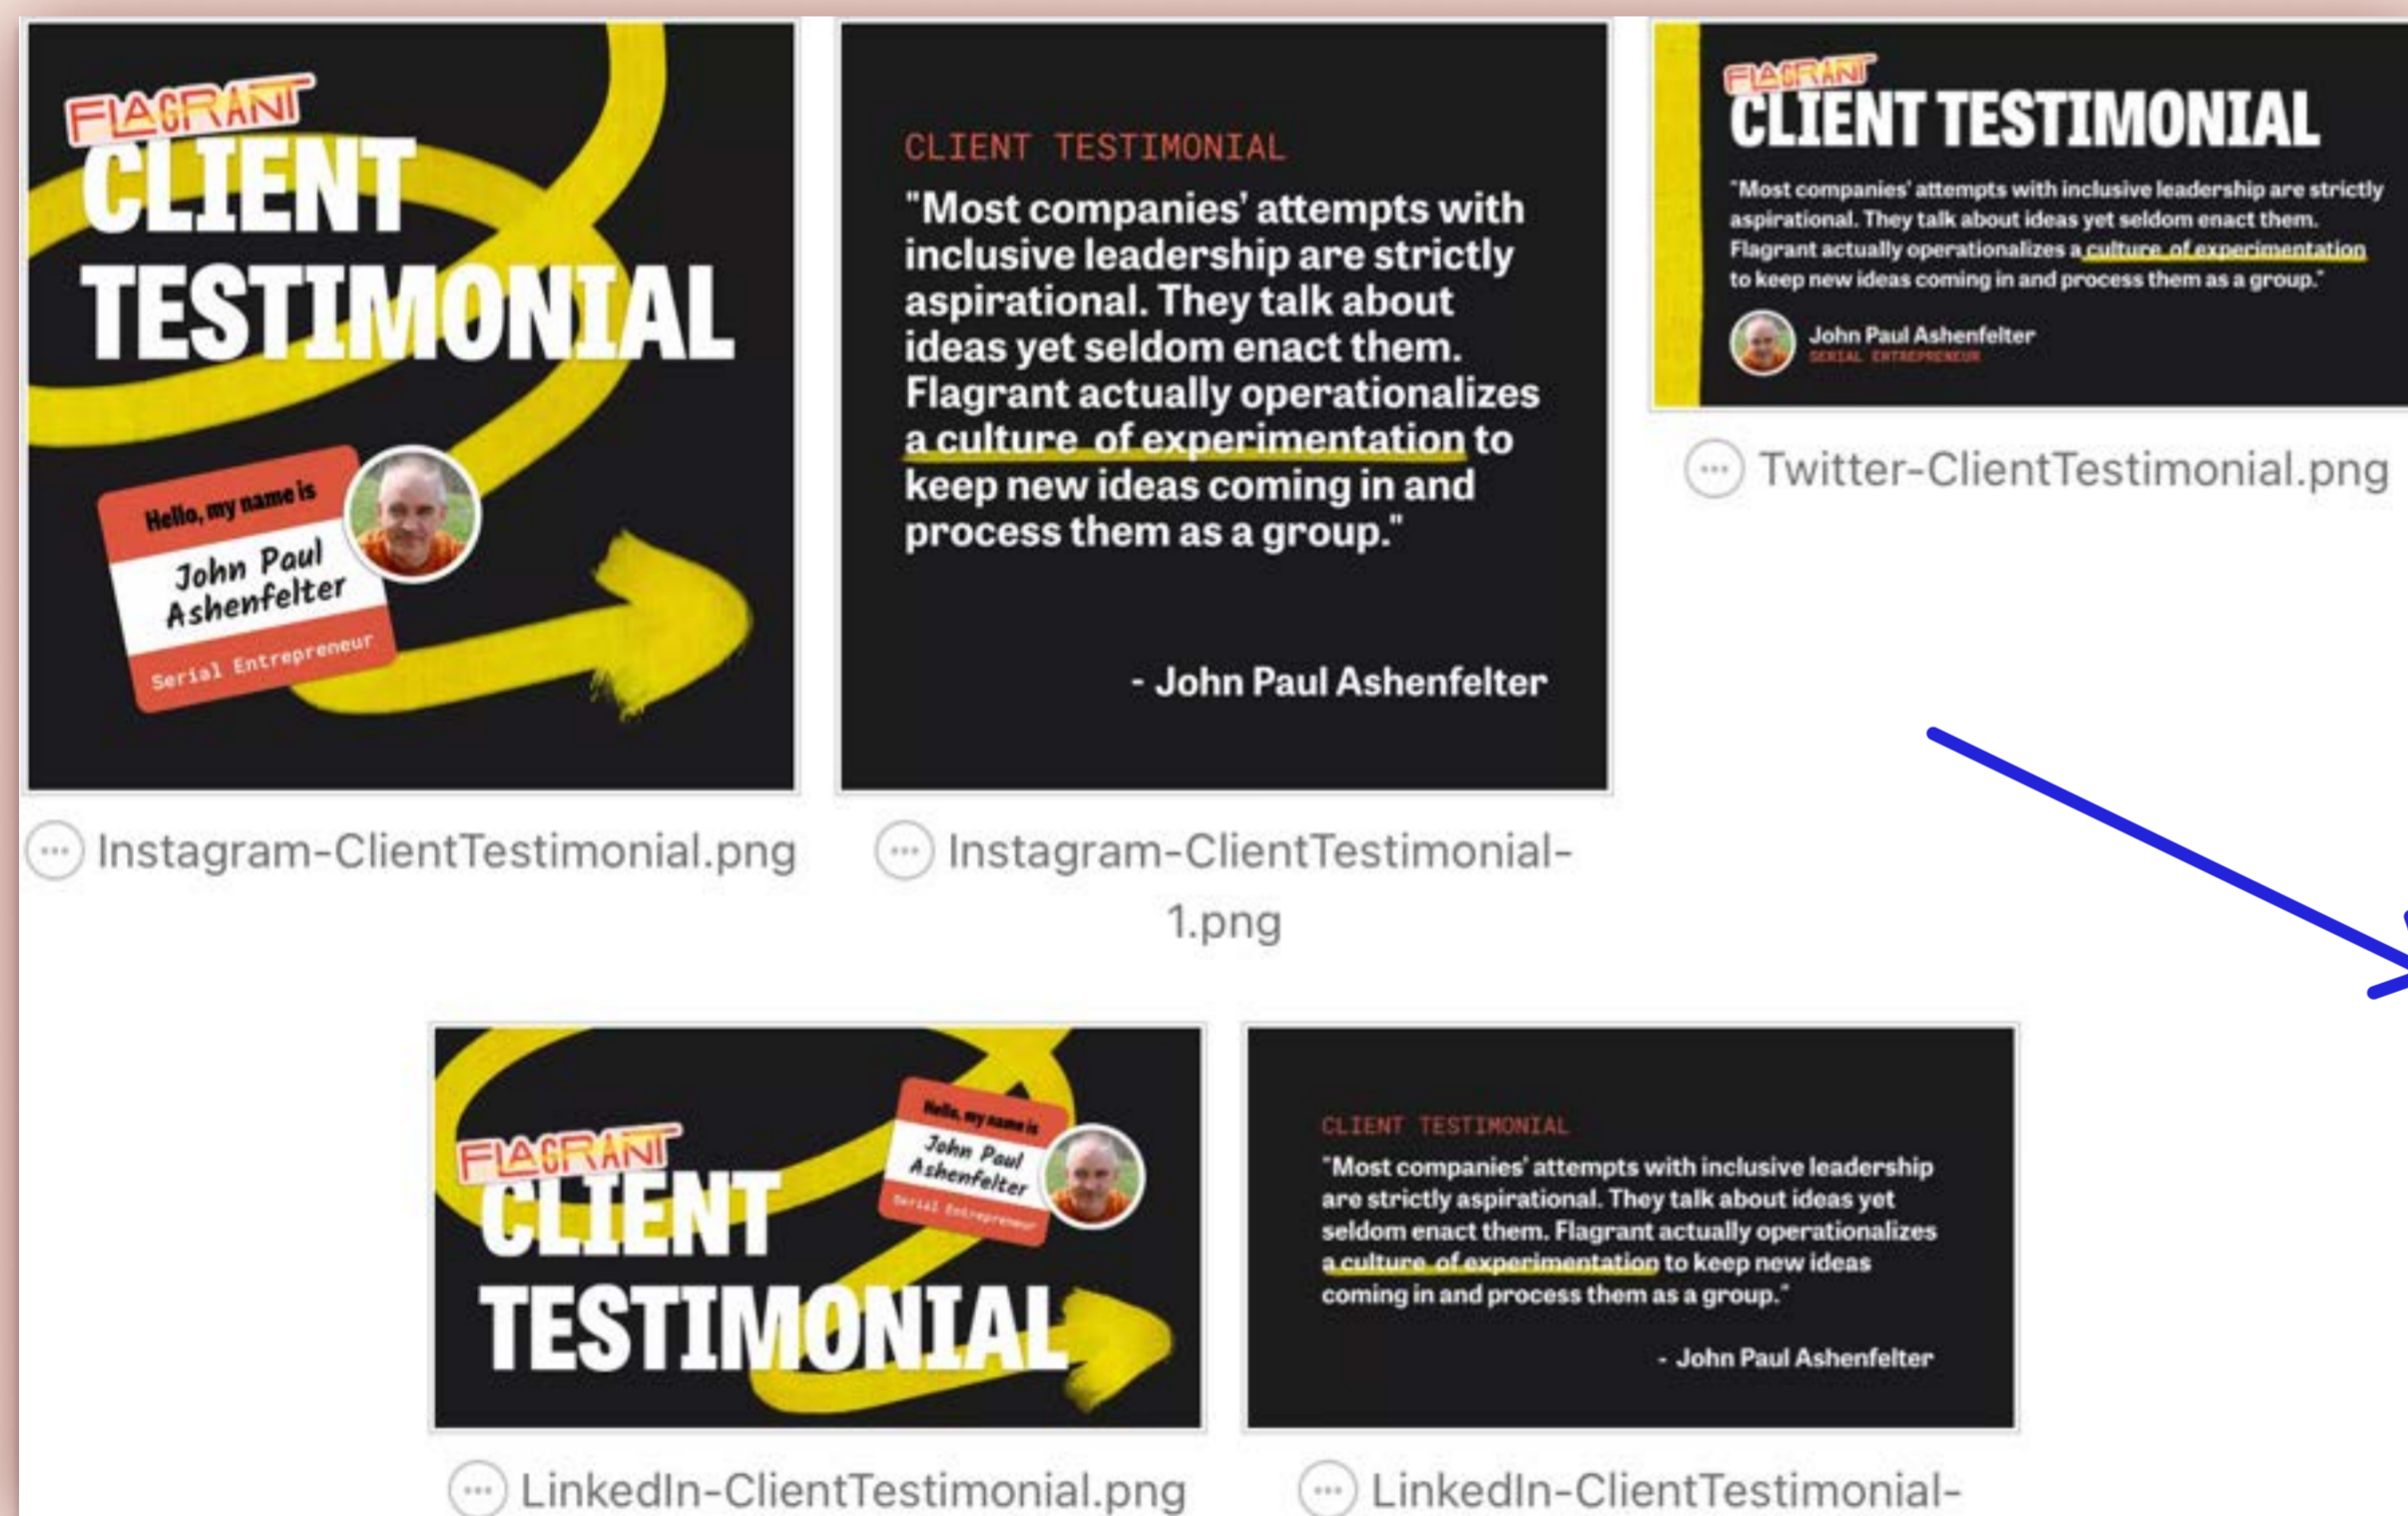 FLAGRANT
CLIENT
TESTIMONIAL
Hello, my name is
John Paul
Ashenfelter
Serial Entrepreneur
Instagram-ClientTestimonial.png
CLIENT TESTIMONIAL
"Most companies' attempts with
inclusive leadership are strictly
aspirational. They talk about
ideas yet seldom enact them.
Flagrant actually operationalizes
a culture of experimentation to
keep new ideas coming in and
process them as a group."
- John Paul Ashenfelter
Instagram-ClientTestimonial-
1.png
FLAGRANT
CLIENT TESTIMONIAL
"Most companies' attempts with inclusive leadership are strictly
aspirational. They talk about ideas yet seldom enact them.
Flagrant actually operationalizes a culture of experimentation
to keep new ideas coming in and process them as a group."
John Paul Ashenfelter
SERIAL ENTREPRENEUR
Twitter-ClientTestimonial.png
FLAGRANT
CLIENT
TESTIMONIAL
Hello, my name is
John Paul
Ashenfelter
Serial Entrepreneur
LinkedIn-ClientTestimonial.png
CLIENT TESTIMONIAL
"Most companies' attempts with inclusive leadership
are strictly aspirational. They talk about ideas yet
seldom enact them. Flagrant actually operationalizes
a culture of experimentation to keep new ideas
coming in and process them as a group."
- John Paul Ashenfelter
LinkedIn-ClientTestimonial-